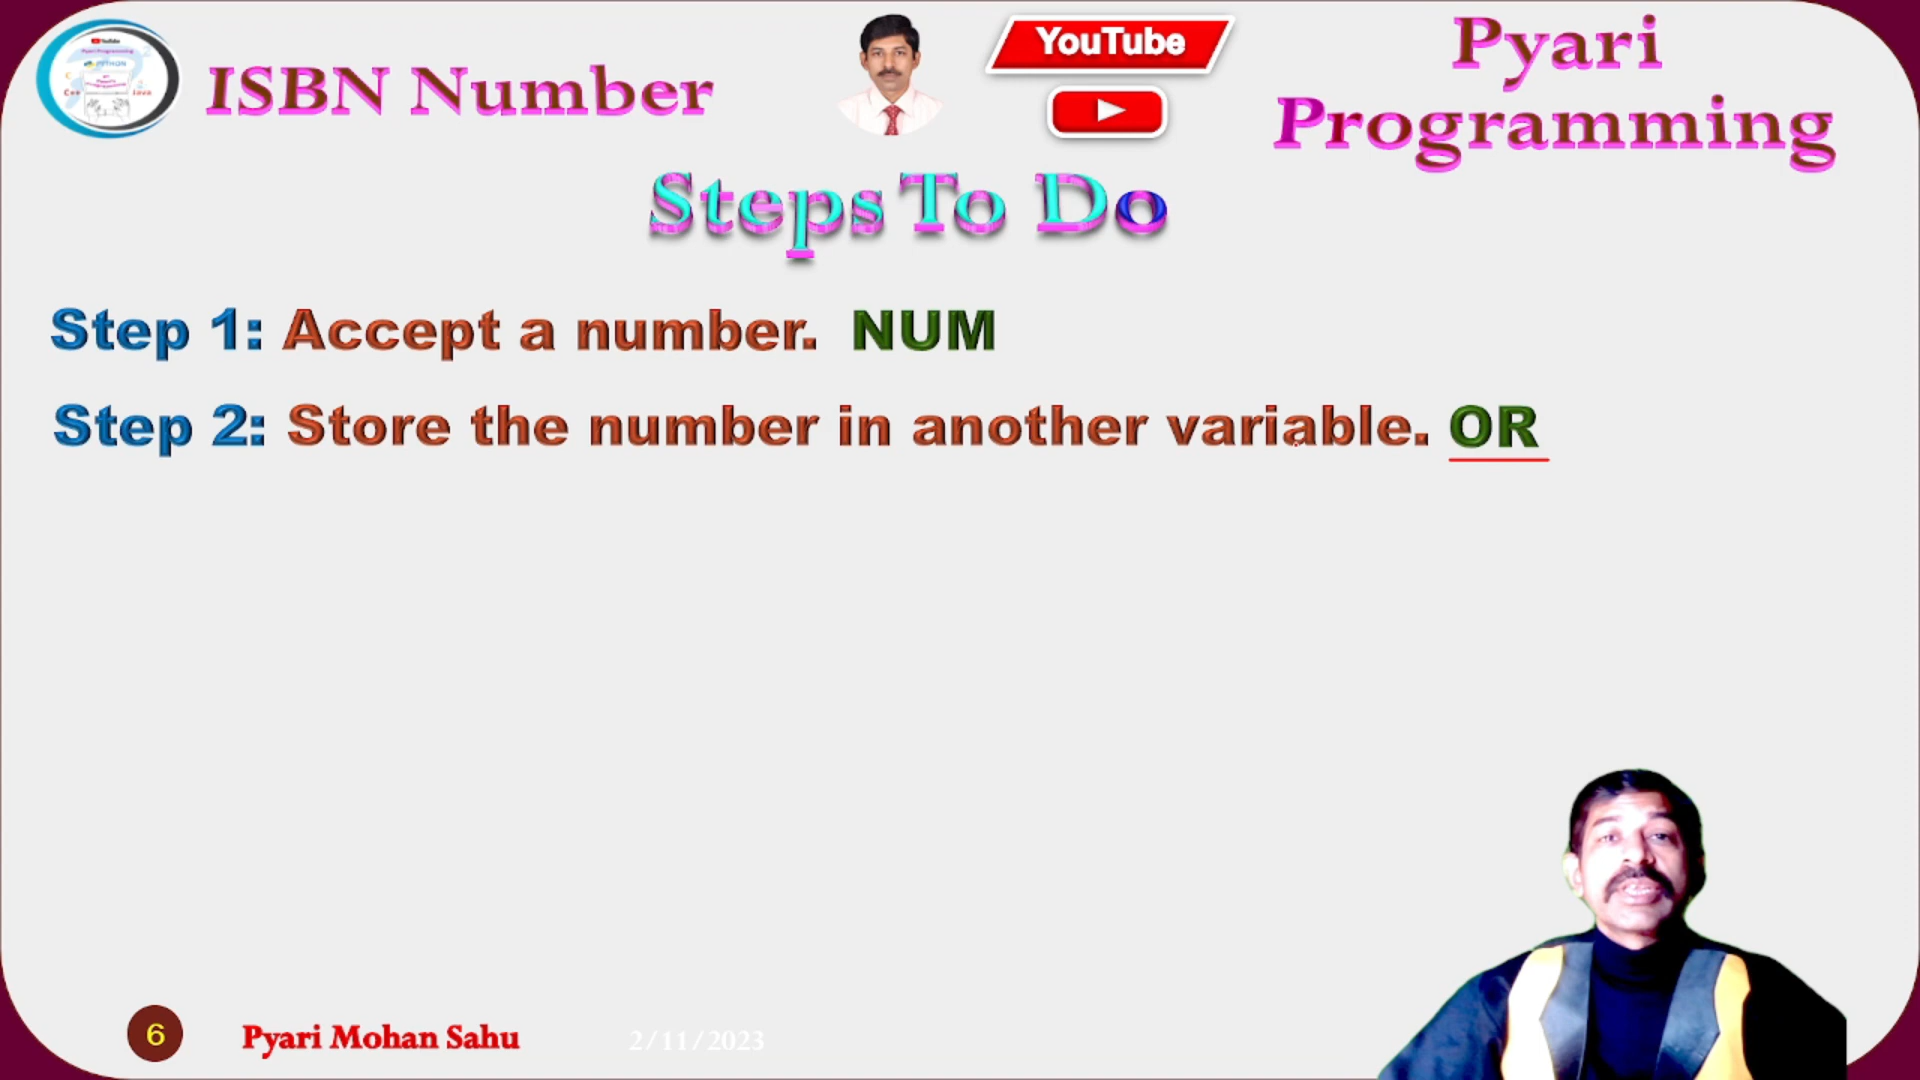 ISBN Number
YouTube
Pyari
Programming
Steps To Do
Step 1: Accept a number. NUM
Step 2: Store the number in another variable. OR
6
Pyari Mohan Sahu
2/11/2023